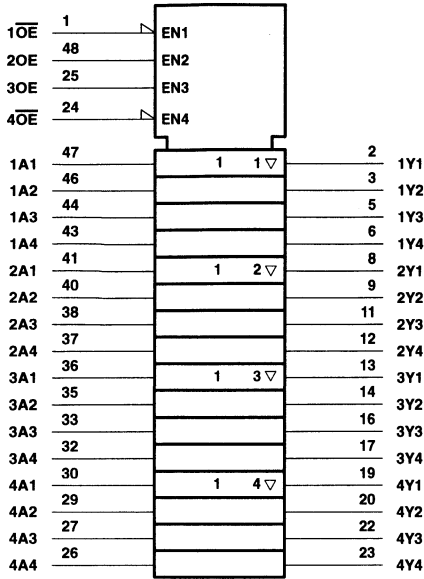 1O̅E̅ 1 EN1
2OE 48 EN2
3OE 25 EN3
4O̅E̅ 24 EN4
1A1 47 1 1 ▽ 2 1Y1
1A2 46 3 1Y2
1A3 44 5 1Y3
1A4 43 6 1Y4
2A1 41 1 2 ▽ 8 2Y1
2A2 40 9 2Y2
2A3 38 11 2Y3
2A4 37 12 2Y4
3A1 36 1 3 ▽ 13 3Y1
3A2 35 14 3Y2
3A3 33 16 3Y3
3A4 32 17 3Y4
4A1 30 1 4 ▽ 19 4Y1
4A2 29 20 4Y2
4A3 27 22 4Y3
4A4 26 23 4Y4